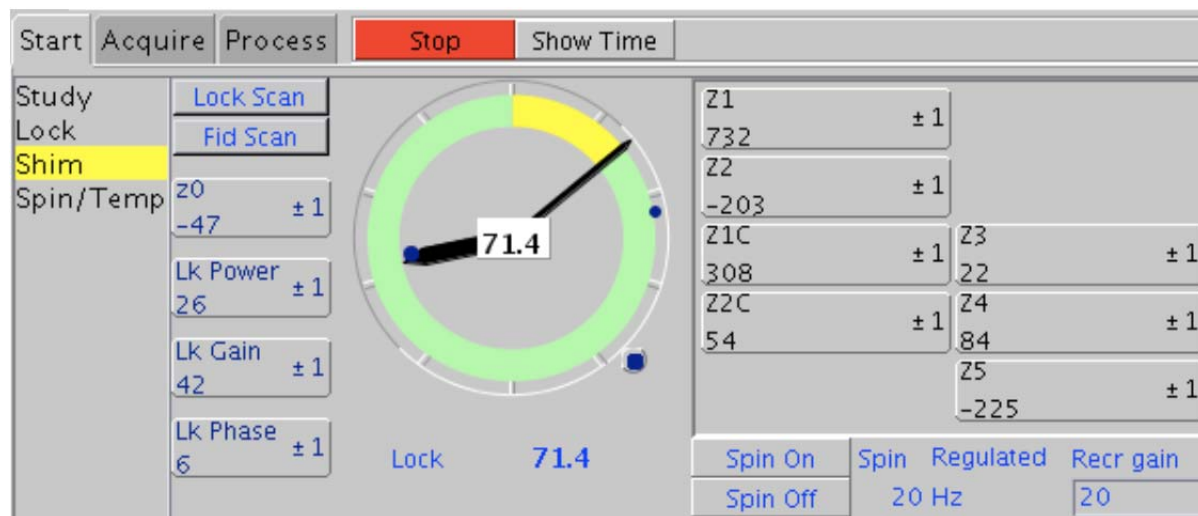 Start Acquire Process Stop Show Time
Study
Lock
Shim
Spin/Temp
Lock Scan
Fid Scan
z0
-47 ± 1
Lk Power
26 ± 1
Lk Gain
42 ± 1
Lk Phase
6 ± 1
71.4
Lock 71.4
Z1
732 ± 1
Z2
-203 ± 1
Z1C
308 ± 1
Z2C
54 ± 1
Z3
22 ± 1
Z4
84 ± 1
Z5
-225 ± 1
Spin On
Spin Off
Spin Regulated
20 Hz
Recr gain
20